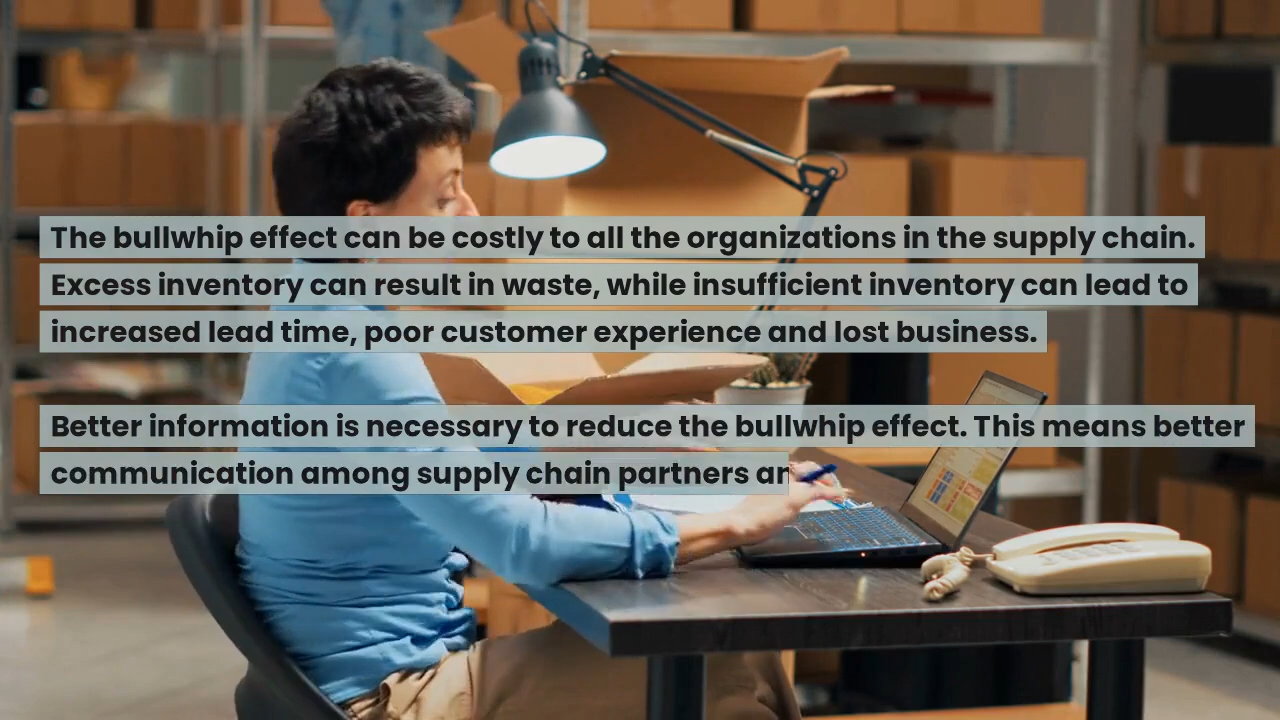 The bullwhip effect can be costly to all the organizations in the supply chain.
Excess inventory can result in waste, while insufficient inventory can lead to
increased lead time, poor customer experience and lost business.
Better information is necessary to reduce the bullwhip effect. This means better
communication among supply chain partners an